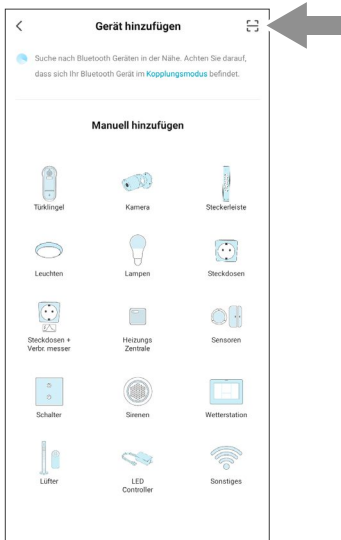 Gerät hinzufügen
Suche nach Bluetooth Geräten in der Nähe. Achten Sie darauf,
dass sich Ihr Bluetooth Gerät im Kopplungsmodus befindet.
Manuell hinzufügen
Türklingel Kamera Steckerleiste
Leuchten Lampen Steckdosen
Steckdosen + Heizungs Sensoren
Verbr. messer Zentrale
Schalter Sirenen Wetterstation
Lüfter LED Sonstiges
Controller